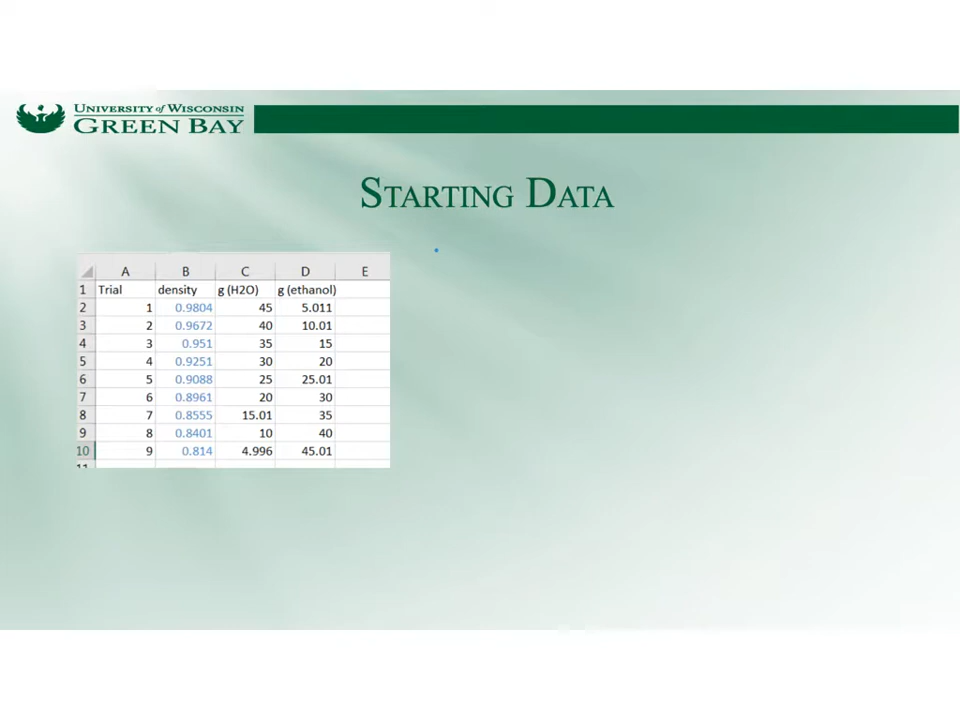 UNIVERSITY of WISCONSIN
GREEN BAY
STARTING DATA
A B C D E
1 Trial density g (H2O) g (ethanol)
2 1 0.9804 45 5.011
3 2 0.9672 40 10.01
4 3 0.951 35 15
5 4 0.9251 30 20
6 5 0.9088 25 25.01
7 6 0.8961 20 30
8 7 0.8555 15.01 35
9 8 0.8401 10 40
10 9 0.814 4.996 45.01
11